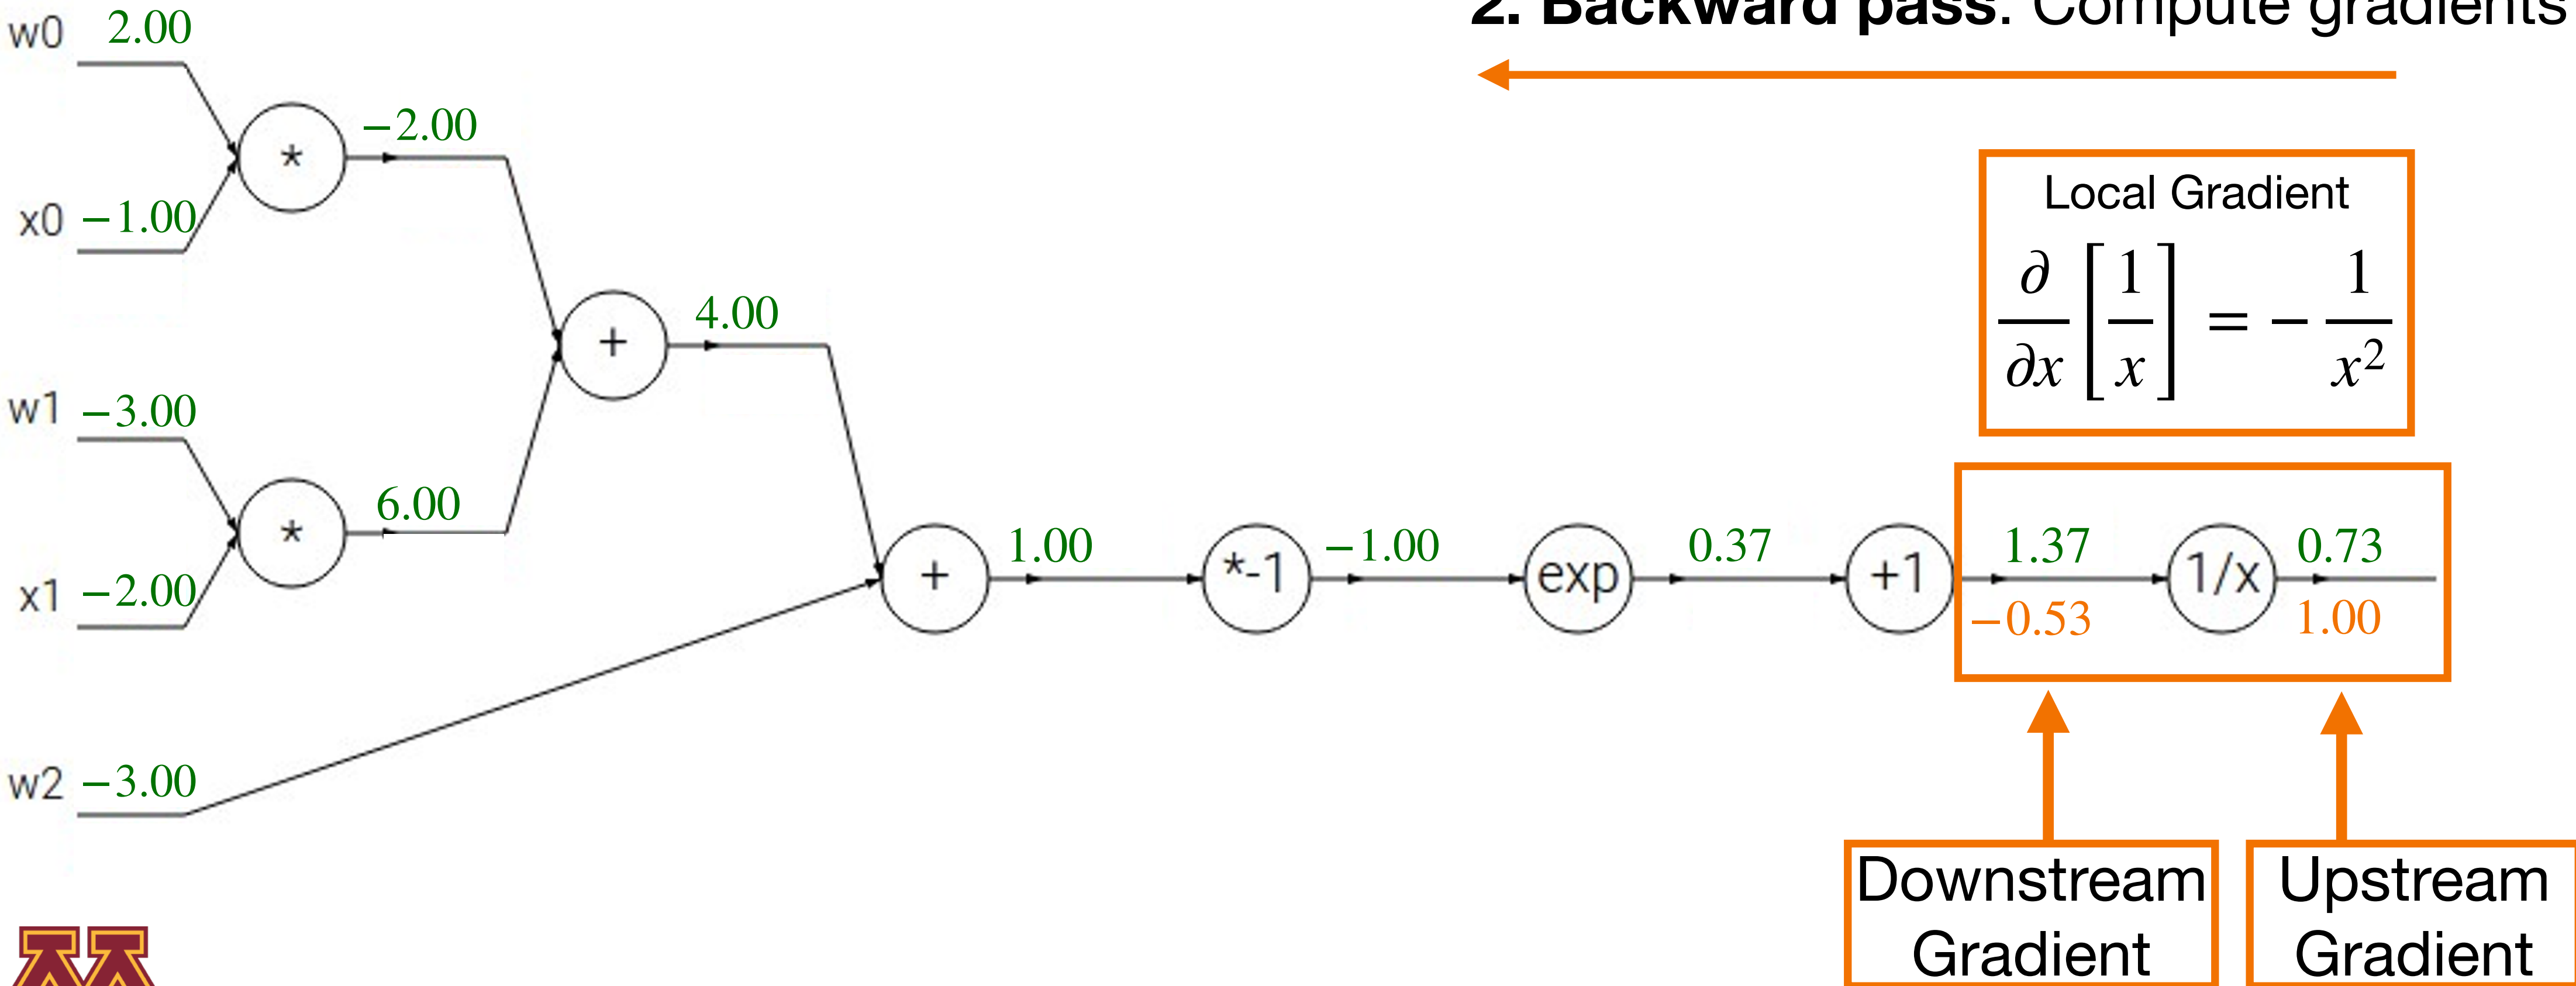 2. Backward pass: Compute gradients
w0 2.00
* −2.00
x0 −1.00
+ 4.00
w1 −3.00
* 6.00
x1 −2.00
w2 −3.00
Local Gradient
∂/∂x [1/x] = − 1/x²
+ 1.00 *-1 −1.00 exp 0.37 +1 1.37 1/x 0.73
−0.53 1.00
Downstream Gradient
Upstream Gradient